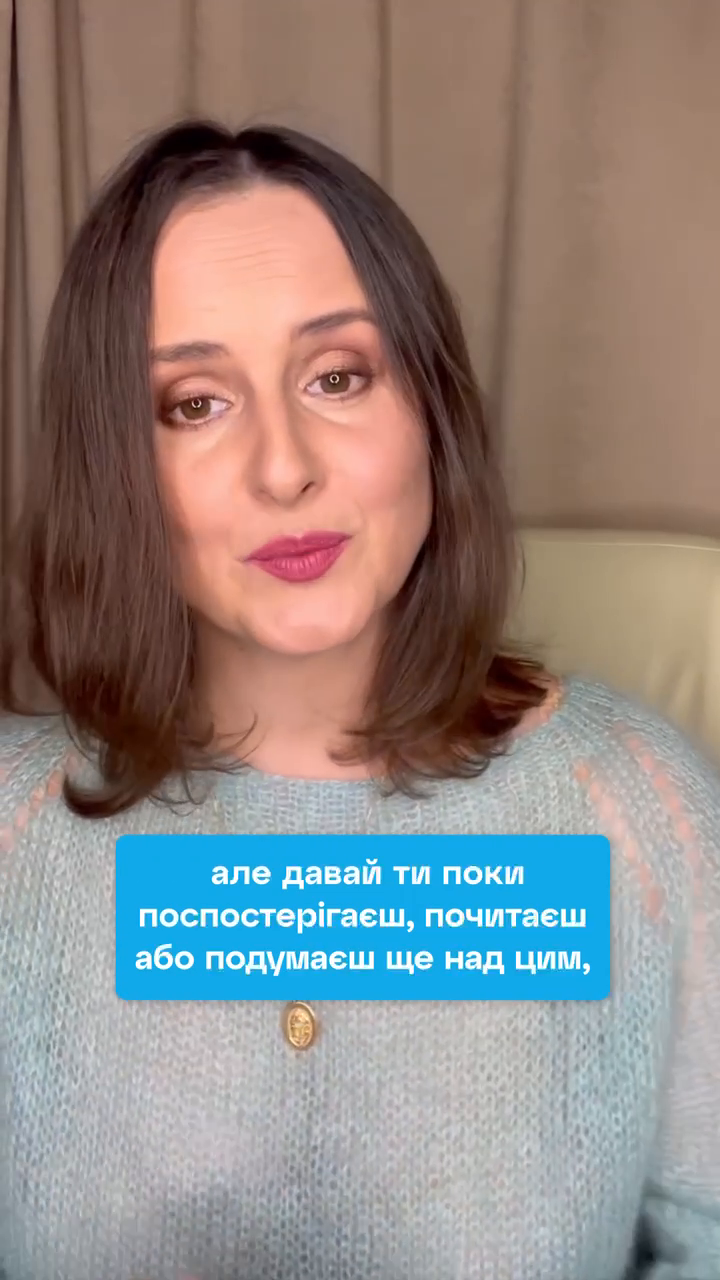 але давай ти поки
поспостерігаєш, почитаєш
або подумаєш ще над цим,